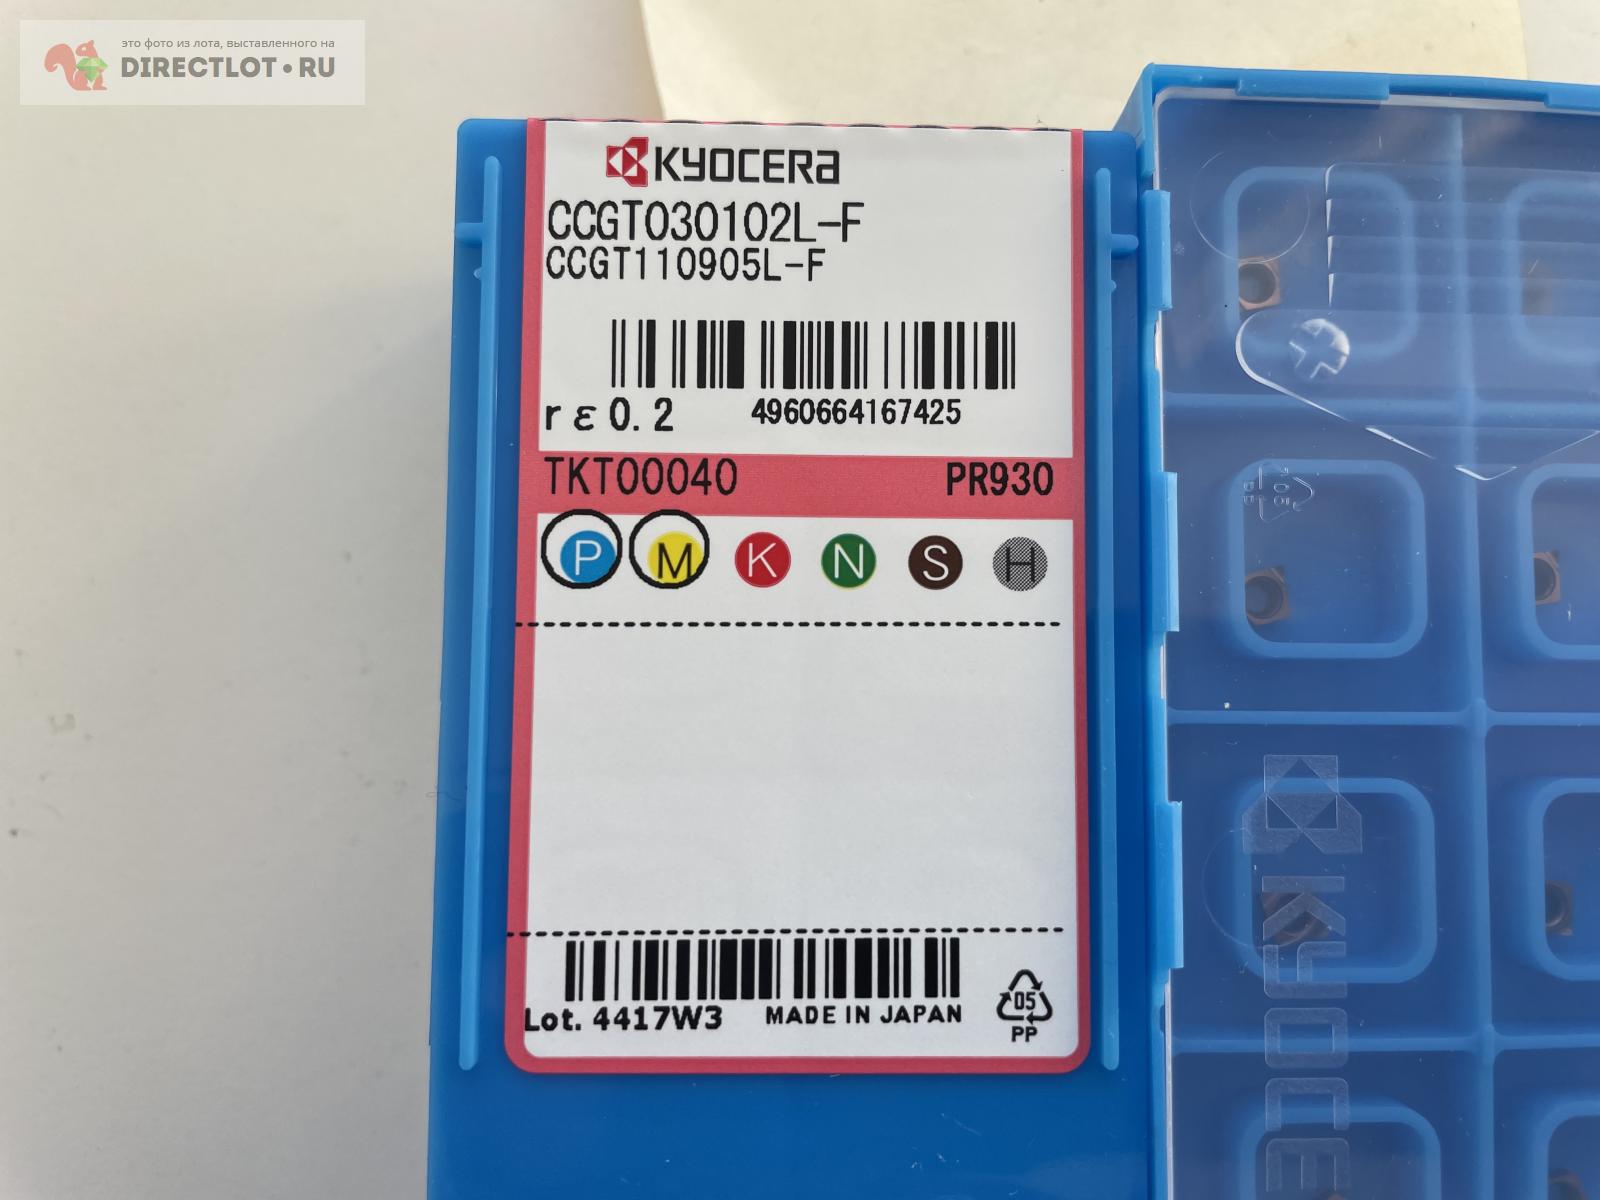 это фото из лота, выставленного на
DIRECTLOT•RU
KYOCERA
CCGT030102L-F
CCGT110905L-F
rε0.2 4960664167425
TKT00040 PR930
P M K N S H
Lot. 4417W3 MADE IN JAPAN
05
PP
KYOCE